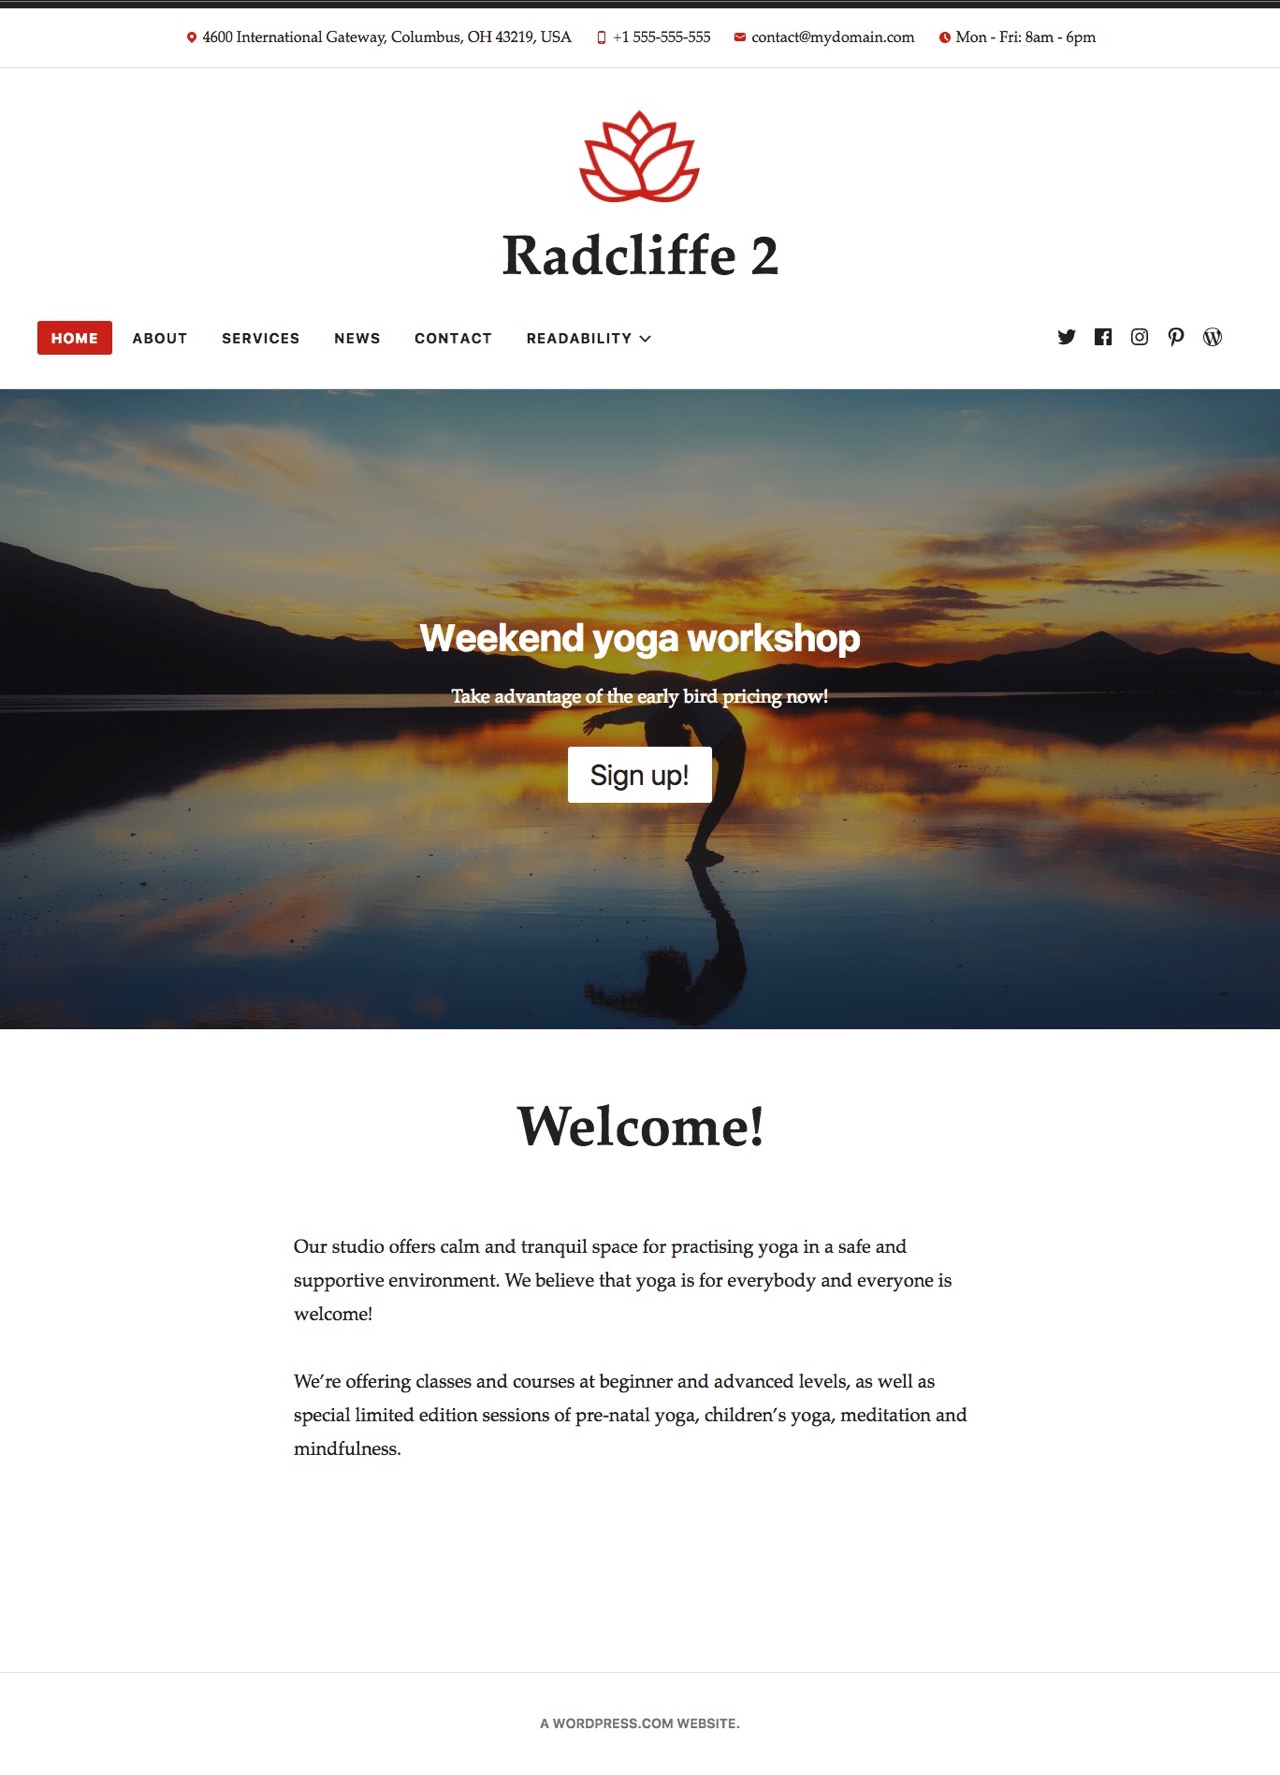 4600 International Gateway, Columbus, OH 43219, USA +1 555-555-555 contact@mydomain.com Mon - Fri: 8am - 6pm
Radcliffe 2
HOME ABOUT SERVICES NEWS CONTACT READABILITY
Weekend yoga workshop
Take advantage of the early bird pricing now!
Sign up!
Welcome!
Our studio offers calm and tranquil space for practising yoga in a safe and
supportive environment. We believe that yoga is for everybody and everyone is
welcome!
We’re offering classes and courses at beginner and advanced levels, as well as
special limited edition sessions of pre-natal yoga, children’s yoga, meditation and
mindfulness.
A WORDPRESS.COM WEBSITE.